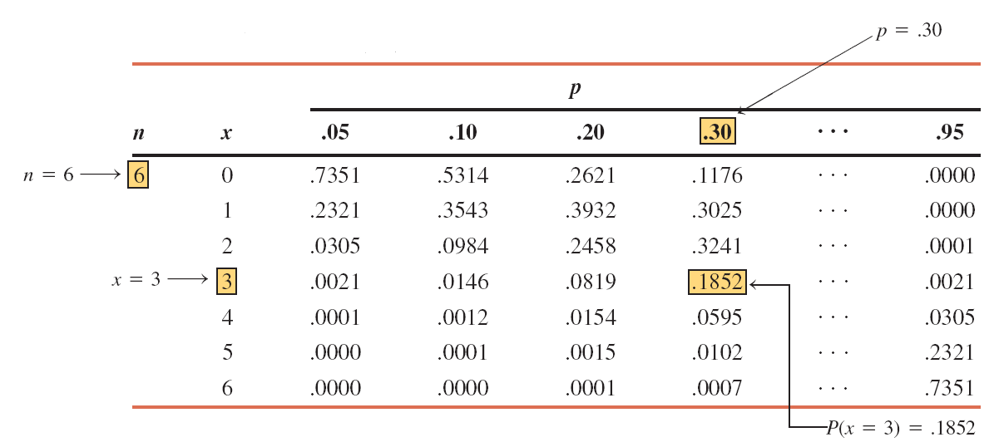 p = .30
p
n x .05 .10 .20 .30 . . . .95
n = 6 6 0 .7351 .5314 .2621 .1176 . . . .0000
1 .2321 .3543 .3932 .3025 . . . .0000
2 .0305 .0984 .2458 .3241 . . . .0001
x = 3 3 .0021 .0146 .0819 .1852 . . . .0021
4 .0001 .0012 .0154 .0595 . . . .0305
5 .0000 .0001 .0015 .0102 . . . .2321
6 .0000 .0000 .0001 .0007 . . . .7351
P(x = 3) = .1852